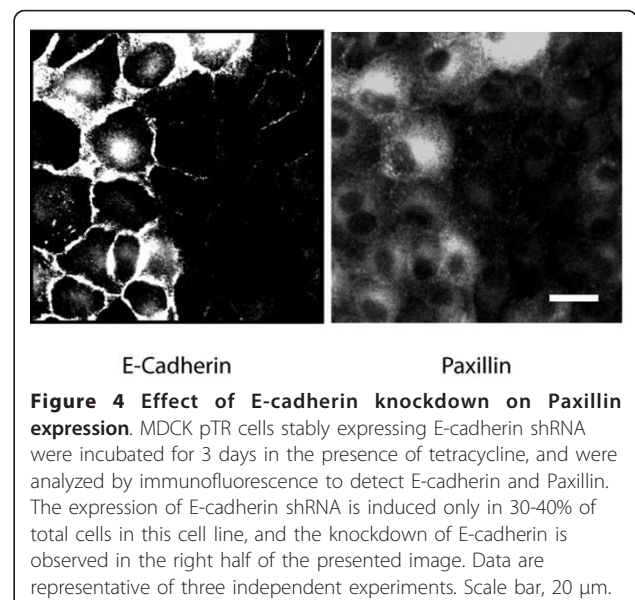 E-Cadherin
Paxillin
Figure 4 Effect of E-cadherin knockdown on Paxillin
expression. MDCK pTR cells stably expressing E-cadherin shRNA
were incubated for 3 days in the presence of tetracycline, and were
analyzed by immunofluorescence to detect E-cadherin and Paxillin.
The expression of E-cadherin shRNA is induced only in 30-40% of
total cells in this cell line, and the knockdown of E-cadherin is
observed in the right half of the presented image. Data are
representative of three independent experiments. Scale bar, 20 μm.